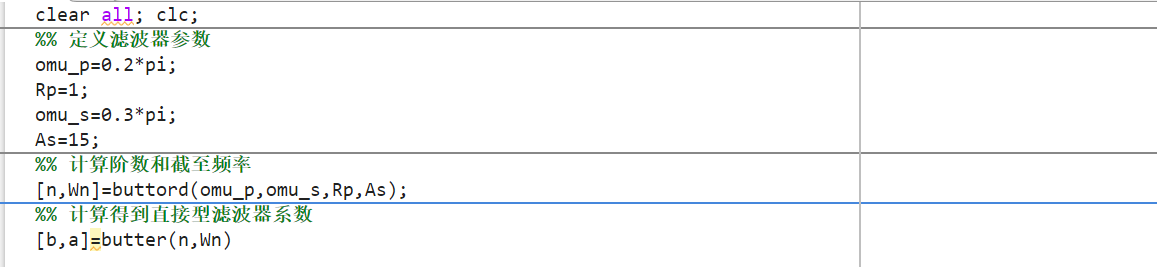 clear all; clc;
%% 定义滤波器参数
omu_p=0.2*pi;
Rp=1;
omu_s=0.3*pi;
As=15;
%% 计算阶数和截至频率
[n,Wn]=buttord(omu_p,omu_s,Rp,As);
%% 计算得到直接型滤波器系数
[b,a]=butter(n,Wn)